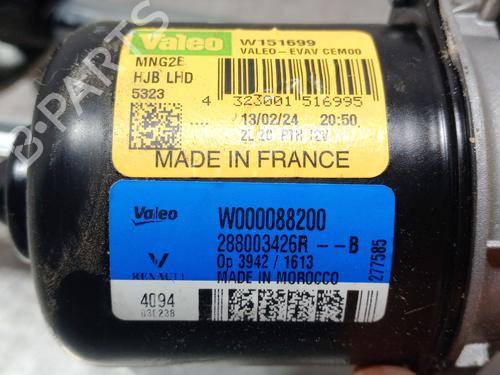 Valeo
W151699
VALEO-EVAV CEM00
MNG2E
HJB LHD
5323
4 323001 516995
13/02/24 20:50
MADE IN FRANCE
Valeo
W000088200
288003426R --B
RENAULT
Op 3942 / 1613
MADE IN MOROCCO
277585
4094
B-PARTS